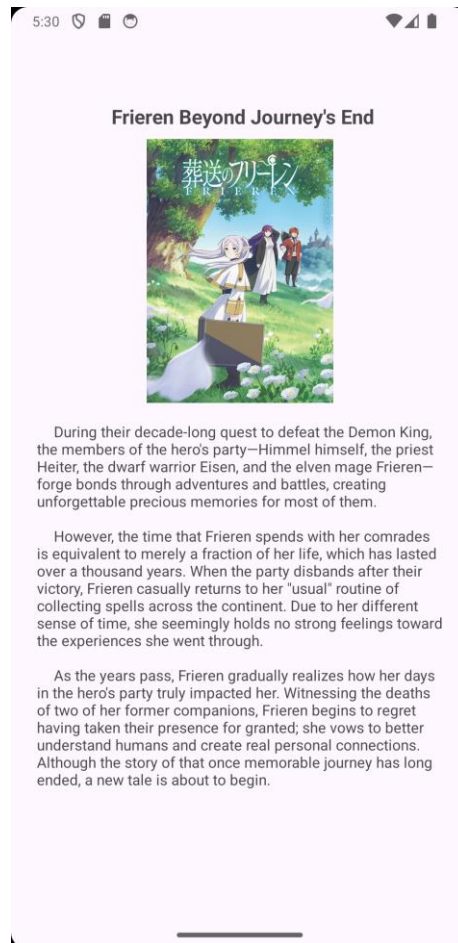 5:30
Frieren Beyond Journey's End
葬送のフリーレン
FRIEREN
During their decade-long quest to defeat the Demon King,
the members of the hero's party—Himmel himself, the priest
Heiter, the dwarf warrior Eisen, and the elven mage Frieren—
forge bonds through adventures and battles, creating
unforgettable precious memories for most of them.
However, the time that Frieren spends with her comrades
is equivalent to merely a fraction of her life, which has lasted
over a thousand years. When the party disbands after their
victory, Frieren casually returns to her "usual" routine of
collecting spells across the continent. Due to her different
sense of time, she seemingly holds no strong feelings toward
the experiences she went through.
As the years pass, Frieren gradually realizes how her days
in the hero's party truly impacted her. Witnessing the deaths
of two of her former companions, Frieren begins to regret
having taken their presence for granted; she vows to better
understand humans and create real personal connections.
Although the story of that once memorable journey has long
ended, a new tale is about to begin.